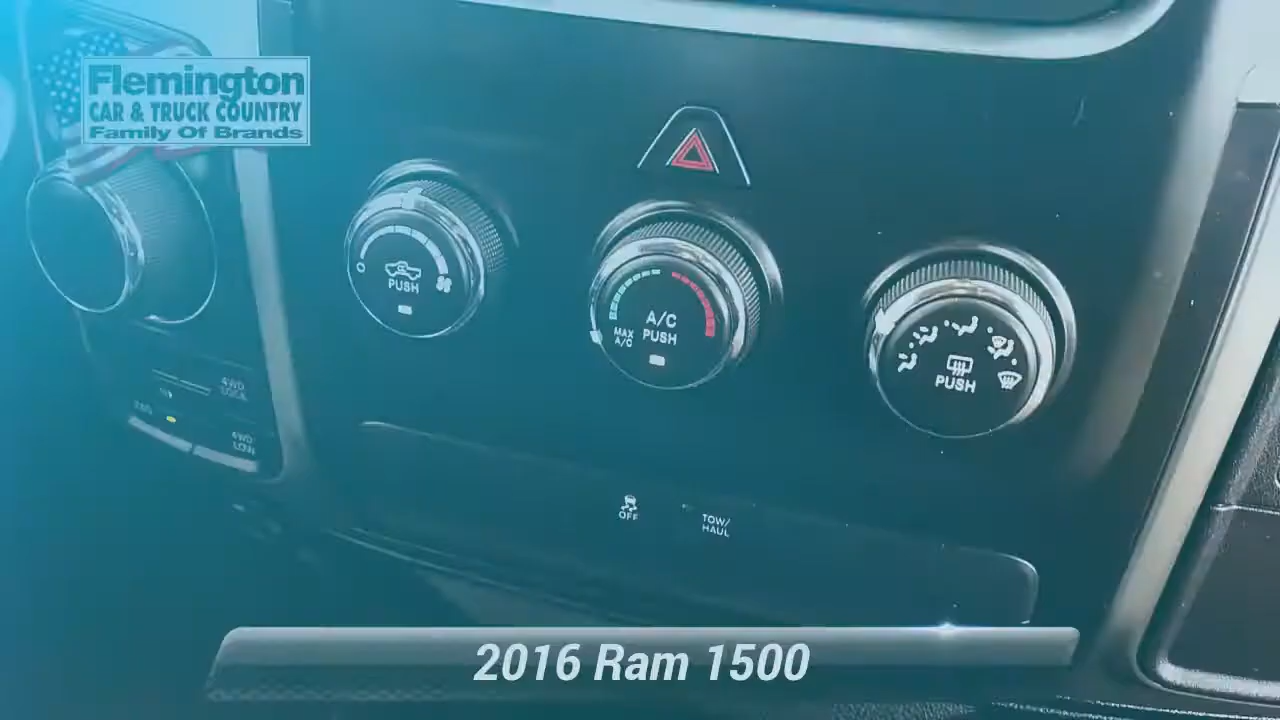 Flemington
CAR & TRUCK COUNTRY
Family Of Brands
PUSH
A/C
MAX
A/C
PUSH
PUSH
4WD
LOCK
4WD
LOW
OFF
TOW/
HAUL
2016 Ram 1500